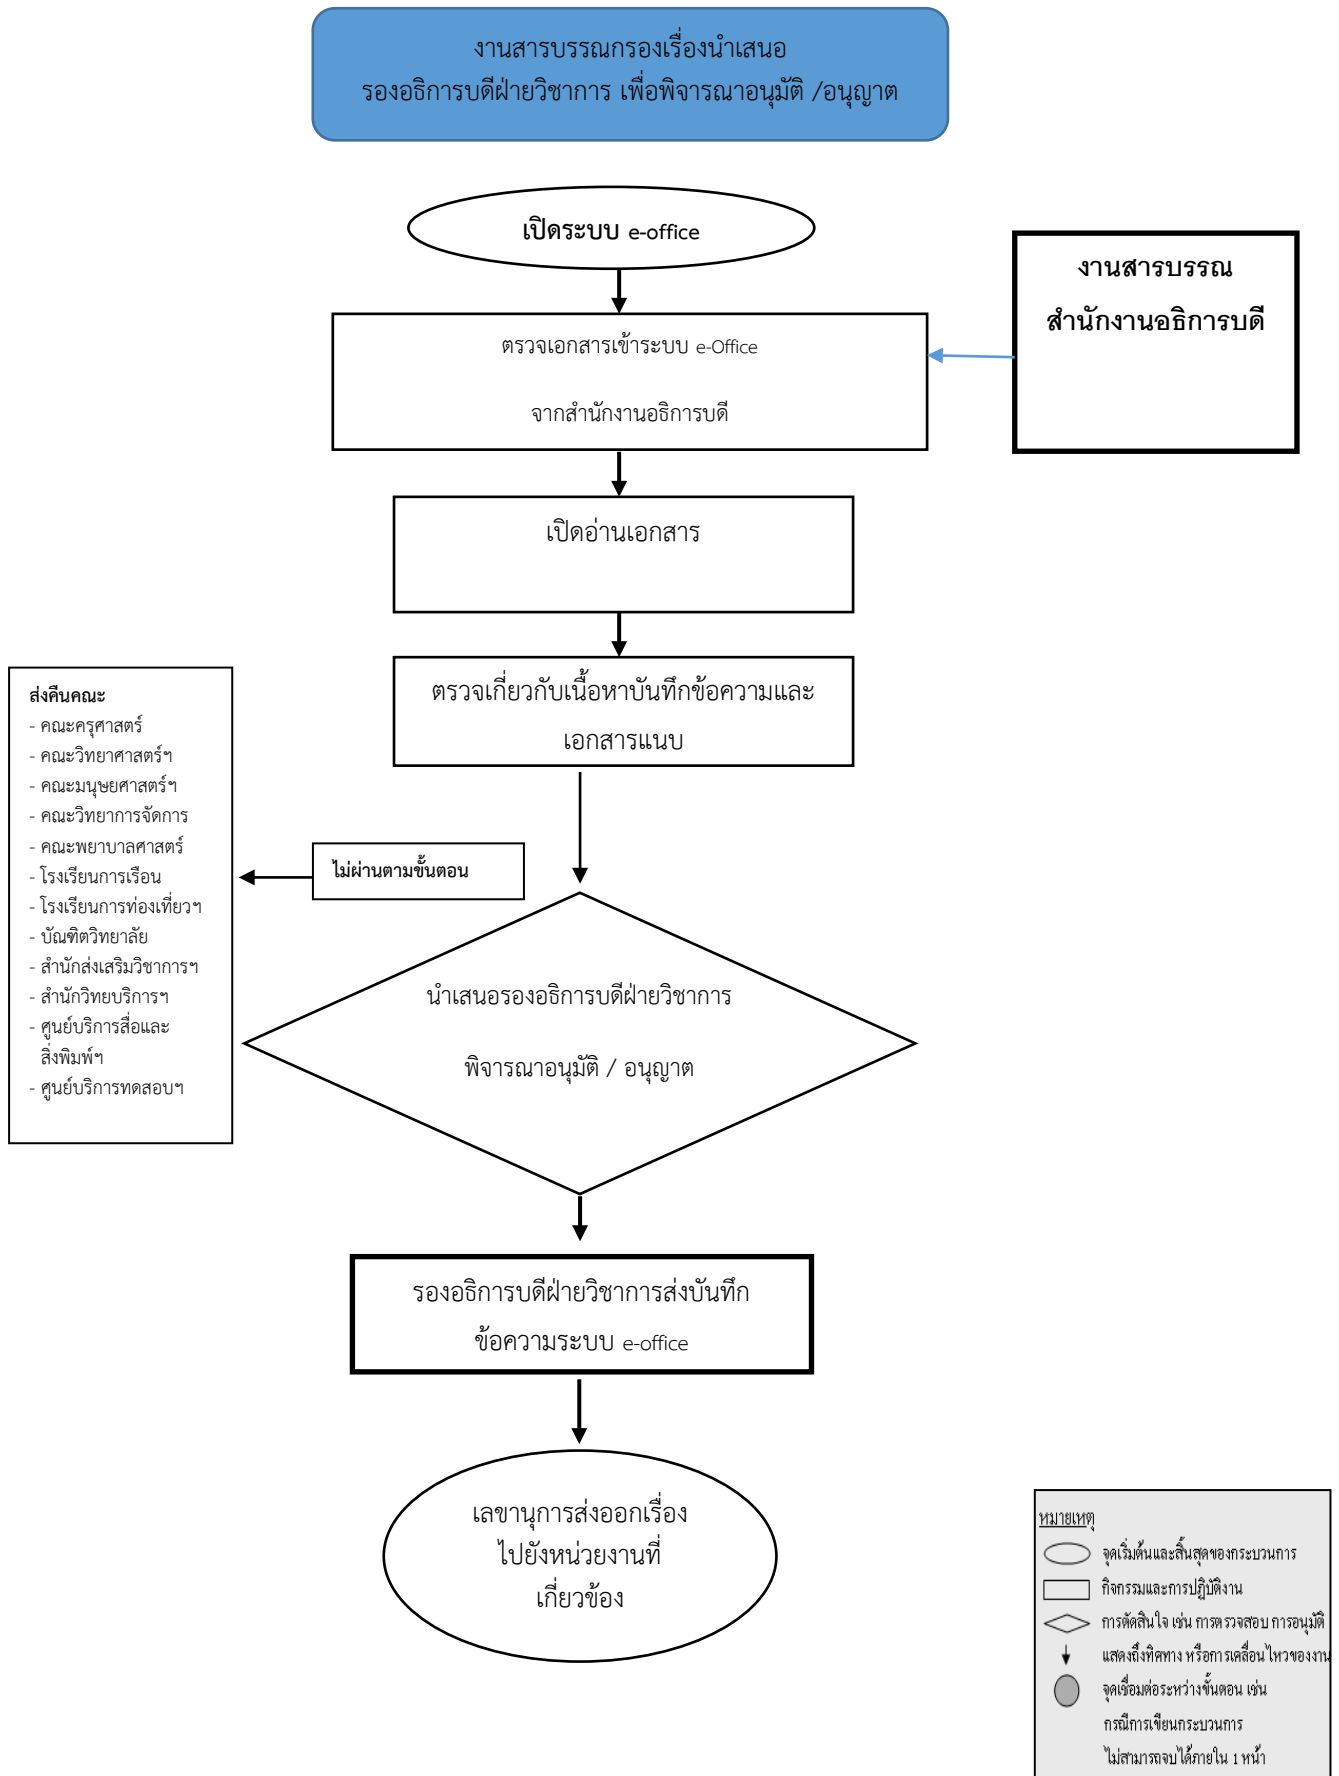 งานสารบรรณกรองเรื่องนำเสนอ
รองอธิการบดีฝ่ายวิชาการ เพื่อพิจารณาอนุมัติ /อนุญาต
เปิดระบบ e-office
งานสารบรรณ
สำนักงานอธิการบดี
ตรวจเอกสารเข้าระบบ e-Office
จากสำนักงานอธิการบดี
เปิดอ่านเอกสาร
ตรวจเกี่ยวกับเนื้อหาบันทึกข้อความและ
เอกสารแนบ
ส่งคืนคณะ
- คณะครุศาสตร์
- คณะวิทยาศาสตร์ฯ
- คณะมนุษยศาสตร์ฯ
- คณะวิทยาการจัดการ
- คณะพยาบาลศาสตร์
- โรงเรียนการเรือน
- โรงเรียนการท่องเที่ยวฯ
- บัณฑิตวิทยาลัย
- สำนักส่งเสริมวิชาการฯ
- สำนักวิทยบริการฯ
- ศูนย์บริการสื่อและ
สิ่งพิมพ์ฯ
- ศูนย์บริการทดสอบฯ
ไม่ผ่านตามขั้นตอน
นำเสนอรองอธิการบดีฝ่ายวิชาการ
พิจารณาอนุมัติ / อนุญาต
รองอธิการบดีฝ่ายวิชาการส่งบันทึก
ข้อความระบบ e-office
เลขานุการส่งออกเรื่อง
ไปยังหน่วยงานที่
เกี่ยวข้อง
หมายเหตุ
จุดเริ่มต้นและสิ้นสุดของกระบวนการ
กิจกรรมและการปฏิบัติงาน
การตัดสินใจ เช่น การตรวจสอบ การอนุมัติ
แสดงถึงทิศทาง หรือการเคลื่อนไหวของงาน
จุดเชื่อมต่อระหว่างขั้นตอน เช่น
กรณีการเขียนกระบวนการ
ไม่สามารถจบได้ภายใน 1 หน้า